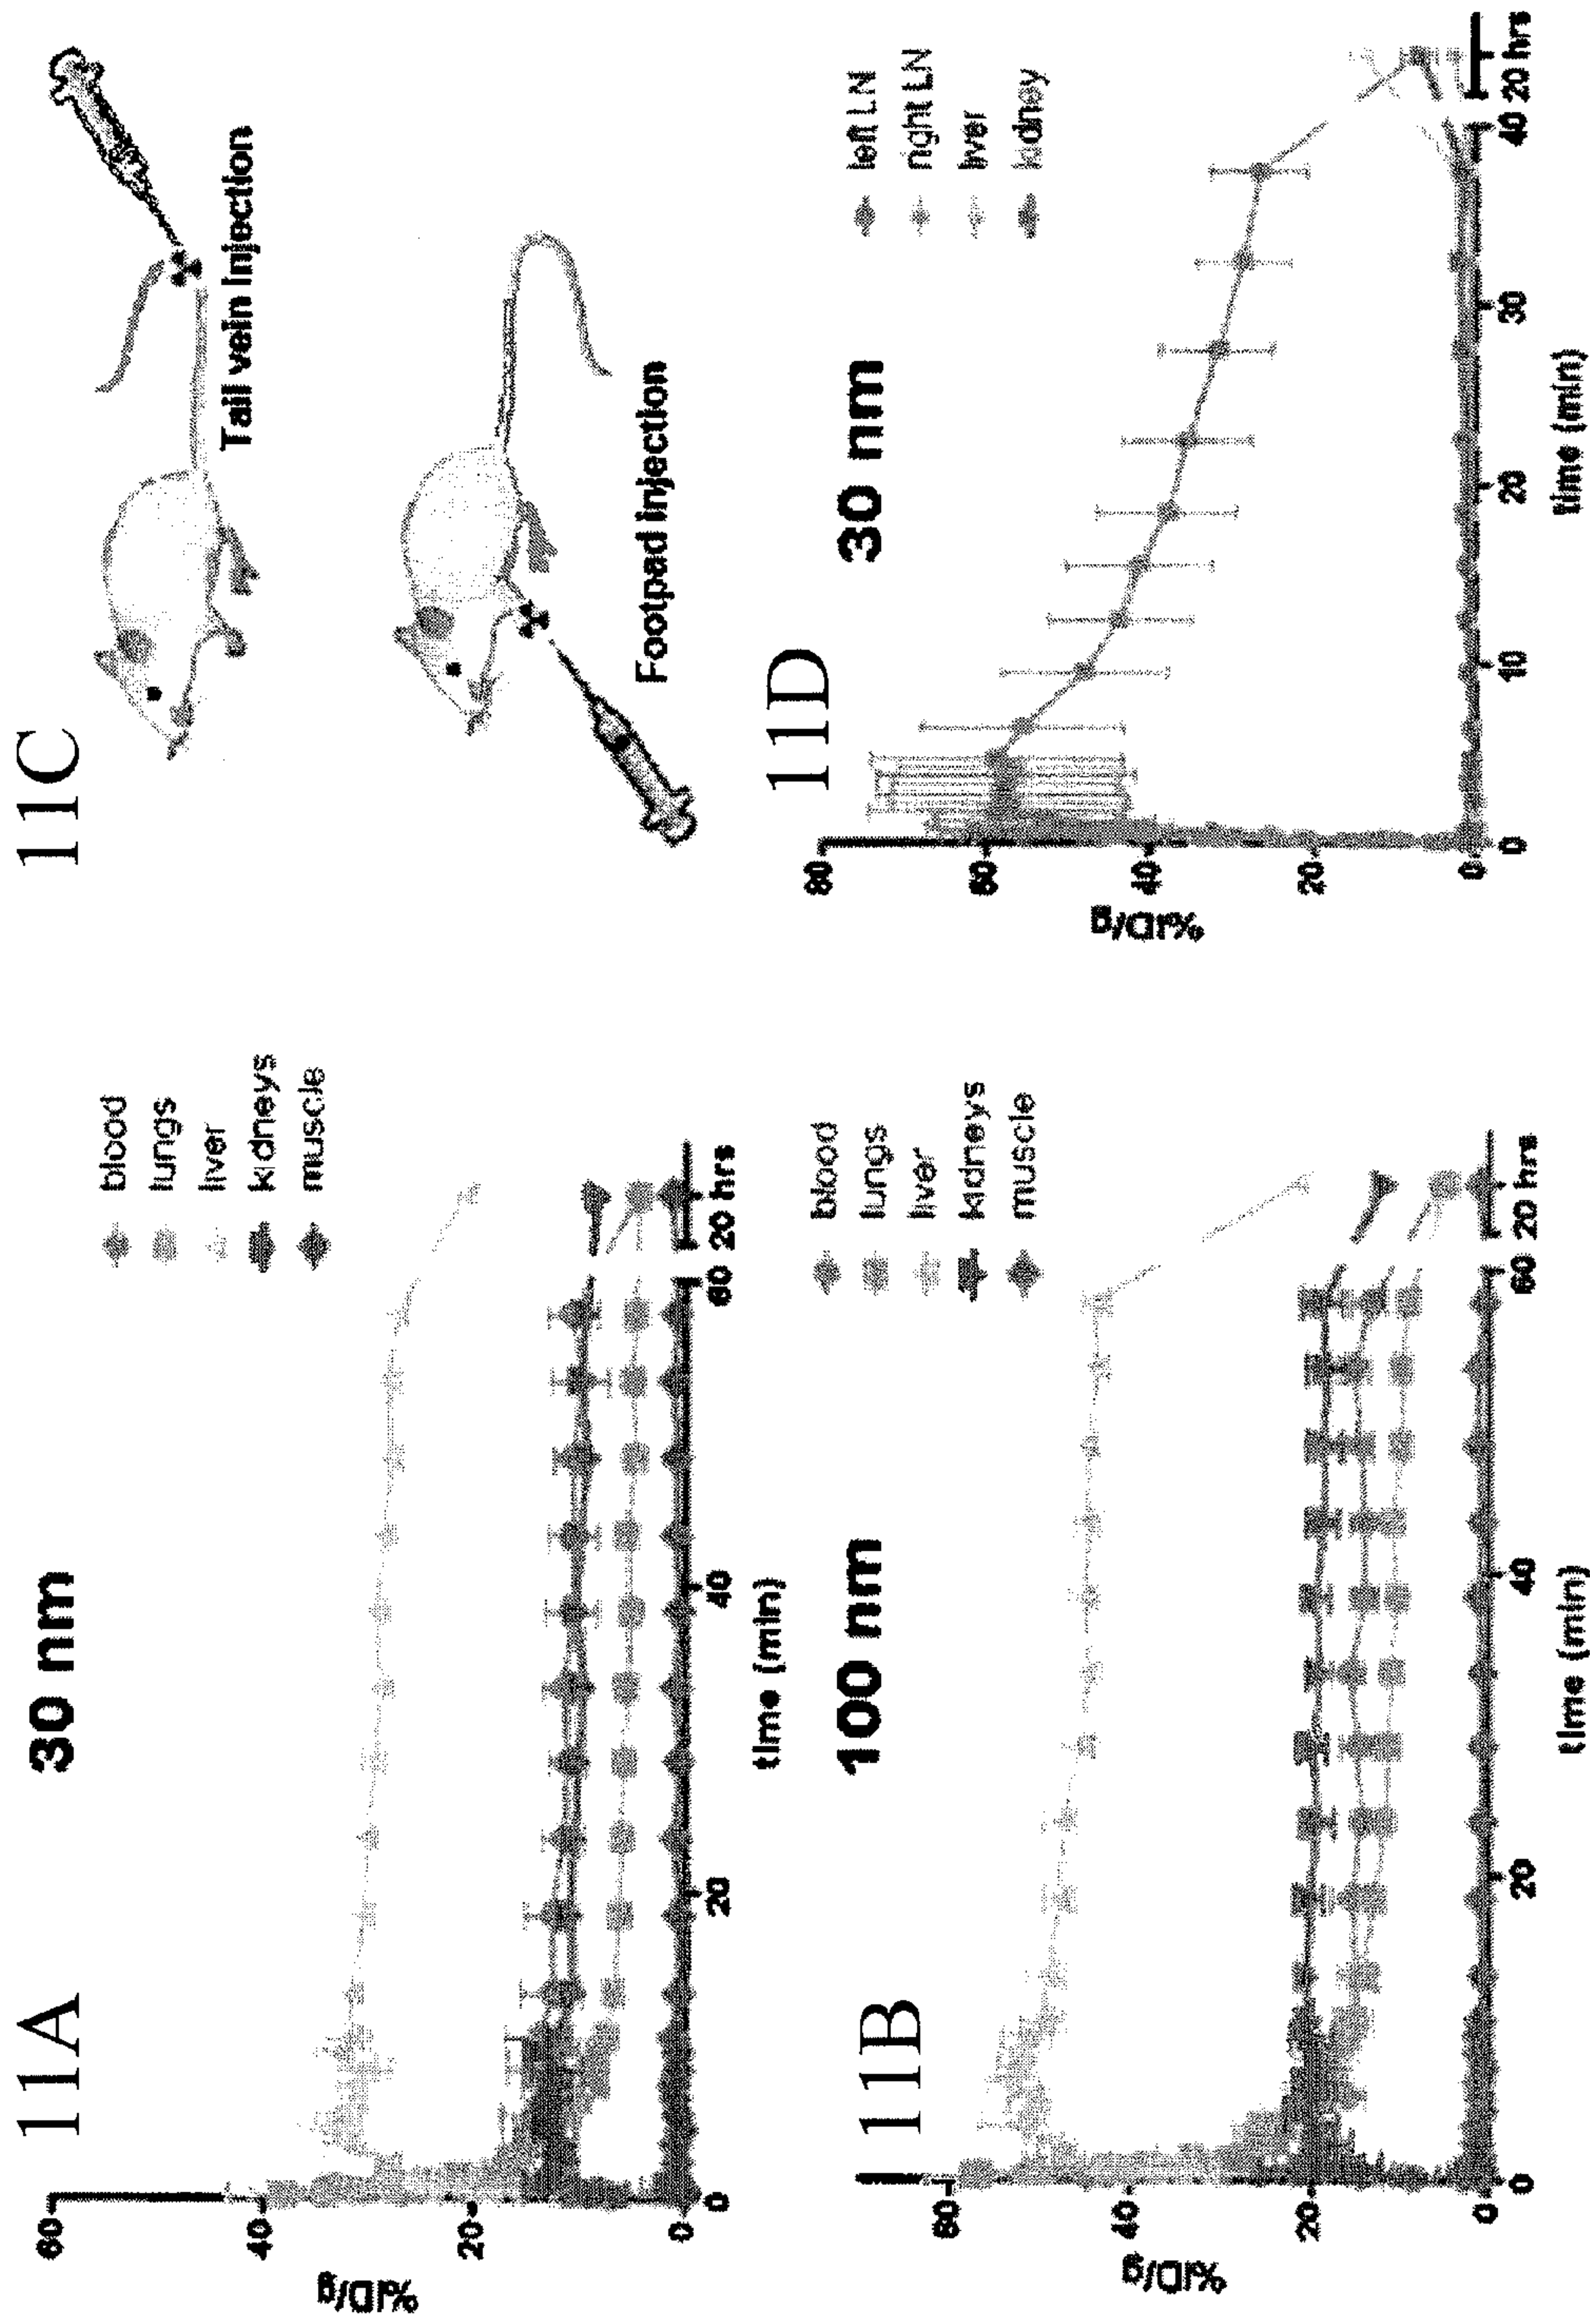 11A
30 nm
%ID/g
60
40
20
0
0
20
40
60
20 hrs
time (min)
blood
lungs
liver
kidneys
muscle
11B
100 nm
%ID/g
60
40
20
0
0
20
40
60
20 hrs
time (min)
blood
lungs
liver
kidneys
muscle
11C
Tail vein injection
Footpad injection
11D
30 nm
%ID/g
80
60
40
20
0
0
10
20
30
40
20 hrs
time (min)
left LN
right LN
liver
kidney